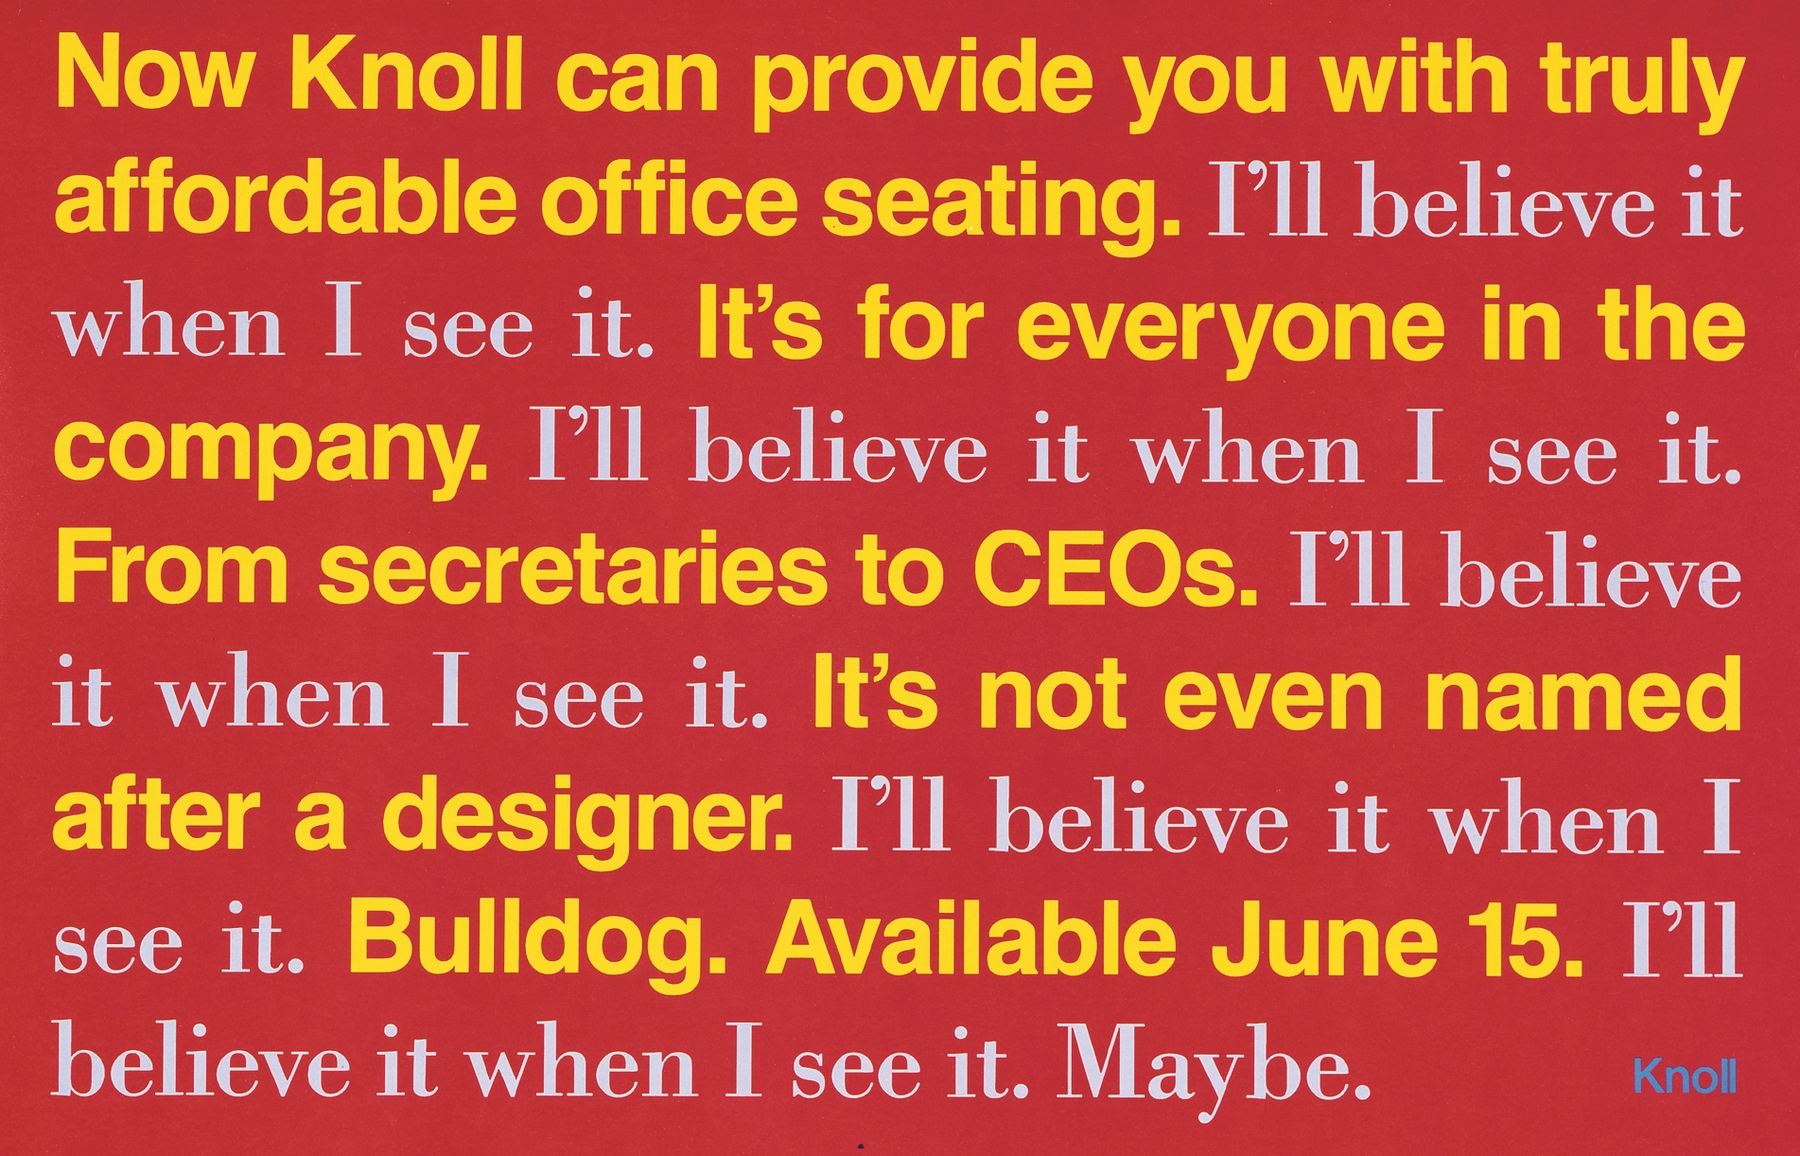 Now Knoll can provide you with truly
affordable office seating. I’ll believe it
when I see it. It’s for everyone in the
company. I’ll believe it when I see it.
From secretaries to CEOs. I’ll believe
it when I see it. It’s not even named
after a designer. I’ll believe it when I
see it. Bulldog. Available June 15. I’ll
believe it when I see it. Maybe.
Knoll